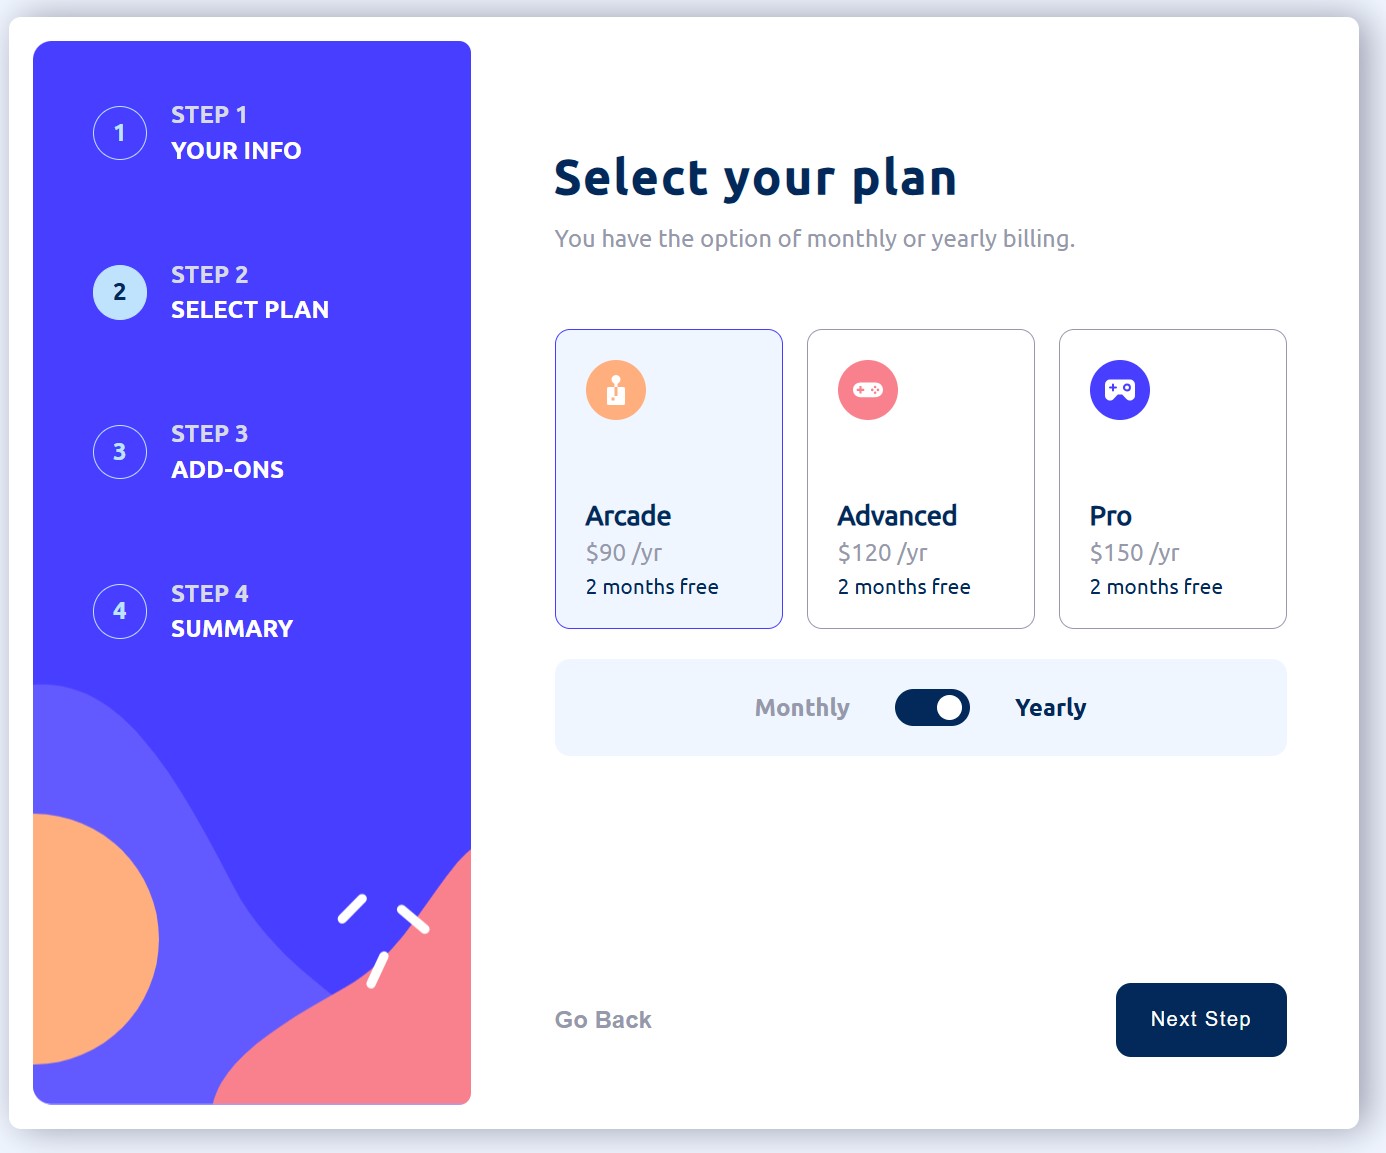 1
STEP 1
YOUR INFO
2
STEP 2
SELECT PLAN
3
STEP 3
ADD-ONS
4
STEP 4
SUMMARY
Select your plan
You have the option of monthly or yearly billing.
Arcade
$90 /yr
2 months free
Advanced
$120 /yr
2 months free
Pro
$150 /yr
2 months free
Monthly
Yearly
Go Back
Next Step